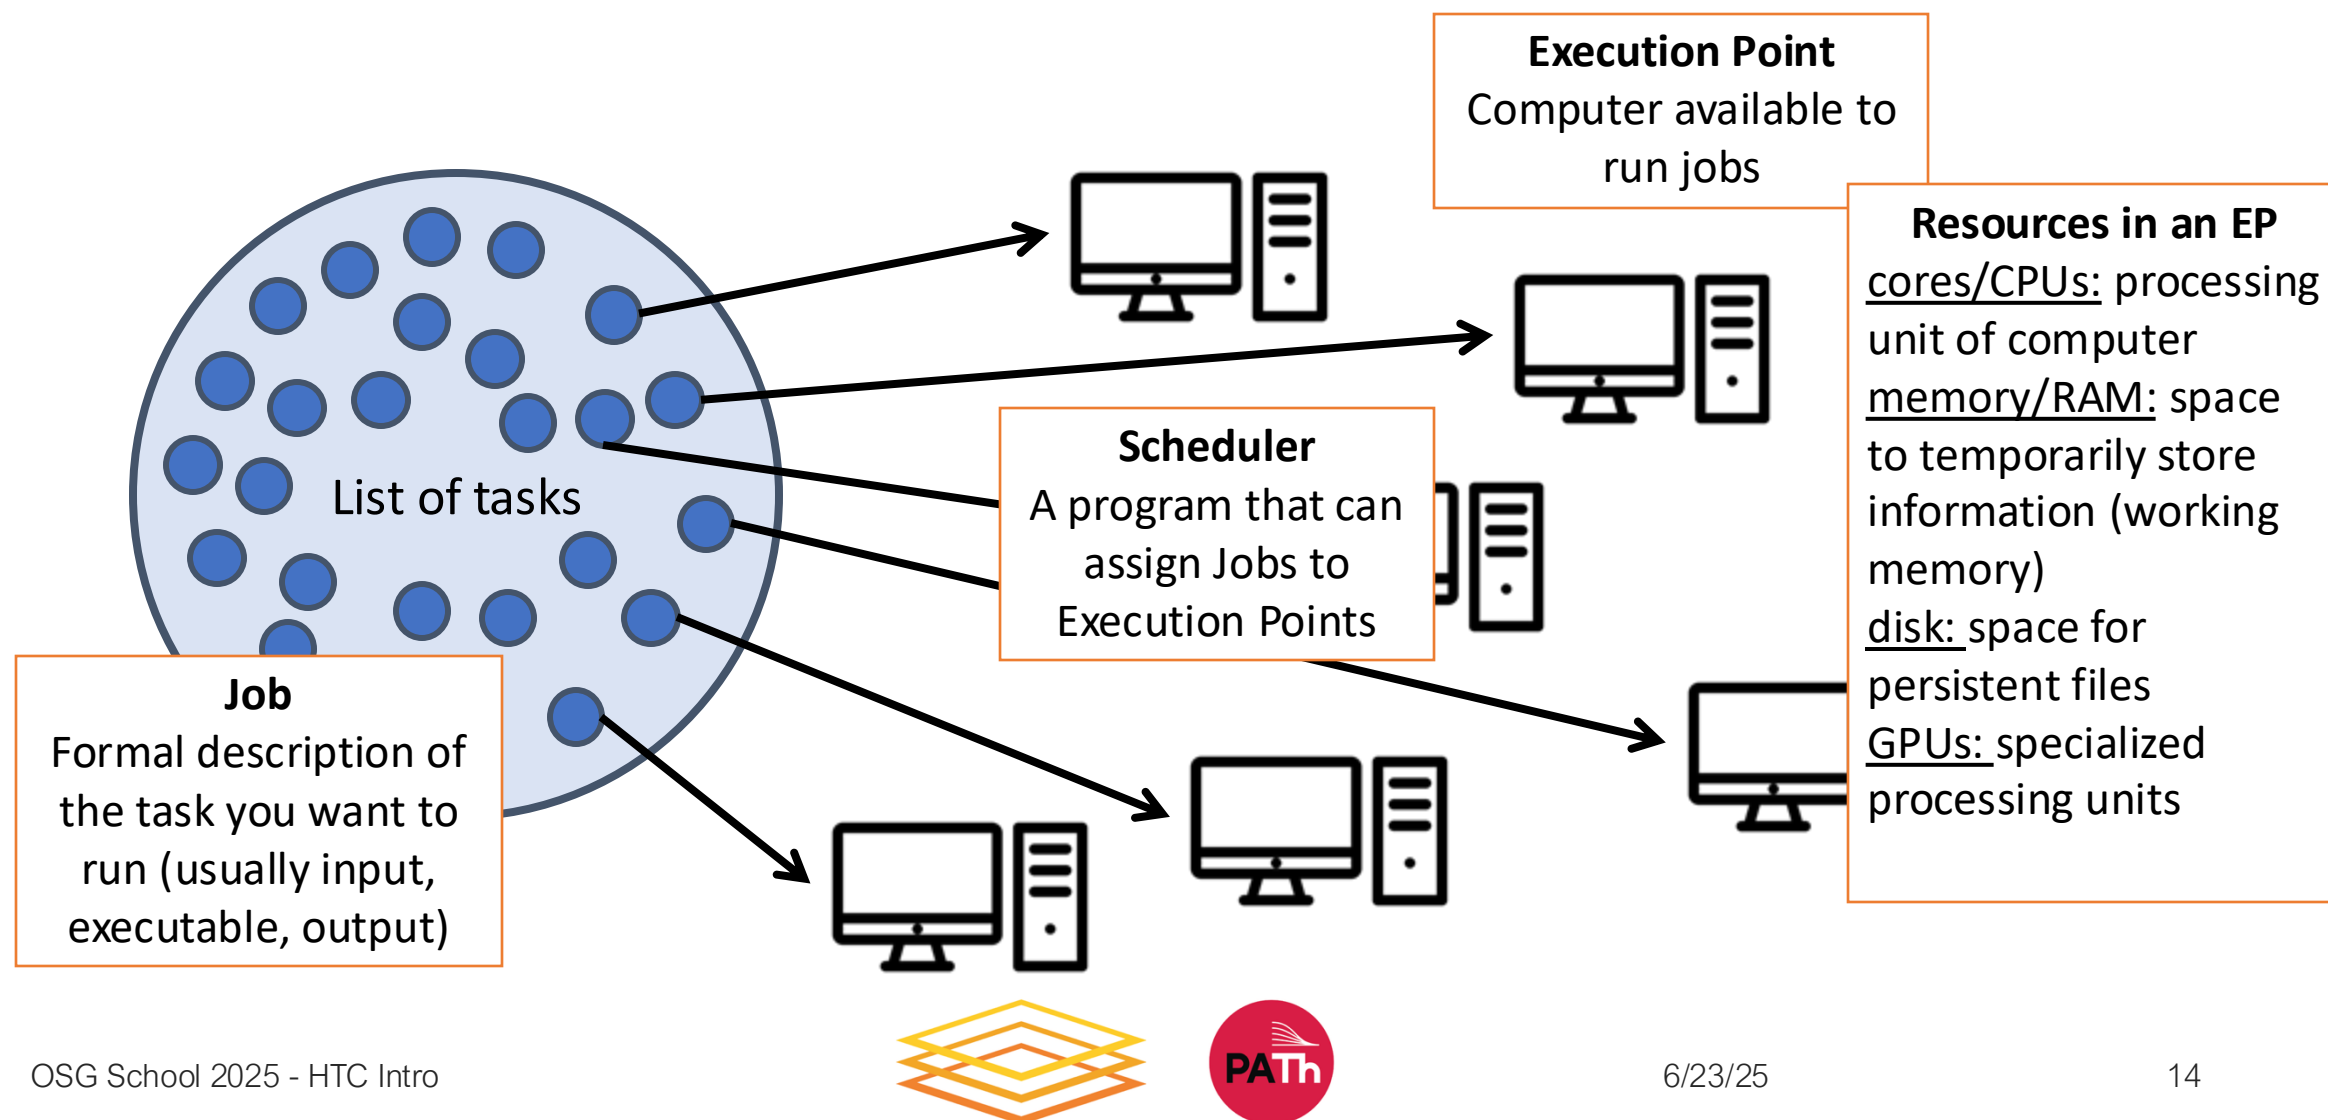 Execution Point
Computer available to
run jobs
Resources in an EP
cores/CPUs: processing
unit of computer
memory/RAM: space
to temporarily store
information (working
memory)
disk: space for
persistent files
GPUs: specialized
processing units
List of tasks
Scheduler
A program that can
assign Jobs to
Execution Points
Job
Formal description of
the task you want to
run (usually input,
executable, output)
PATh
OSG School 2025 - HTC Intro
6/23/25
14